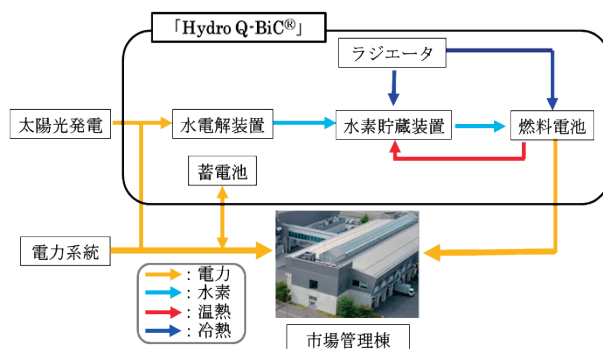 「Hydro Q-BiC®」
ラジエータ
太陽光発電
水電解装置
水素貯蔵装置
燃料電池
蓄電池
電力系統
：電力
：水素
：温熱
：冷熱
市場管理棟